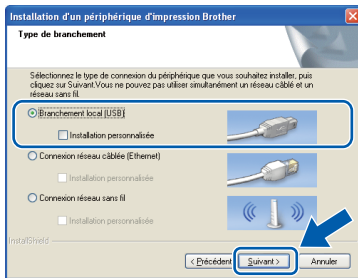 Installation d'un périphérique d'impression Brother
Type de branchement
Sélectionnez le type de connexion du périphérique que vous souhaitez installer, puis
cliquez sur Suivant.Vous ne pouvez pas utiliser simultanément un réseau câblé et un
réseau sans fil.
Branchement local (USB)
Installation personnalisée
Connexion réseau câblée (Ethernet)
Installation personnalisée
Connexion réseau sans fil
Installation personnalisée
InstallShield
< Précédent
Suivant >
Annuler